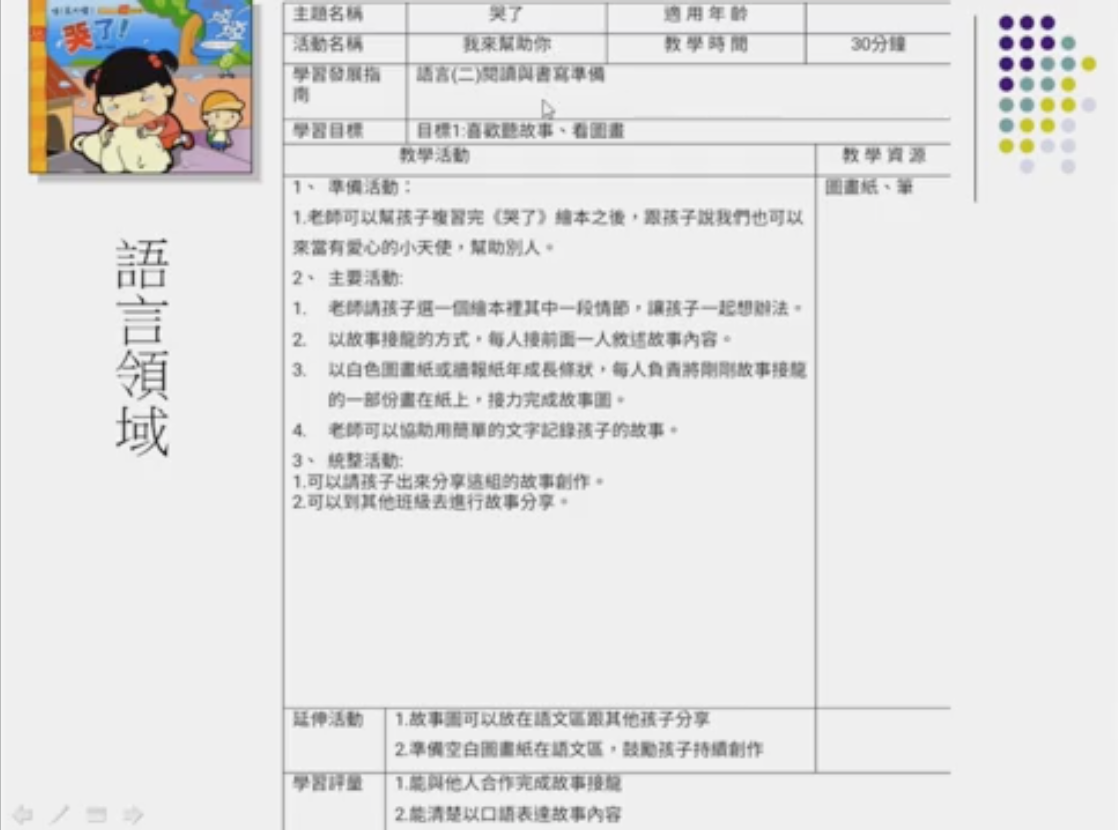 哭了!
語言領域
主題名稱 哭了 適用年齡
活動名稱 我來幫助你 教學時間 30分鐘
學習發展指南 語言(二)閱讀與書寫準備
學習目標 目標1:喜歡聽故事、看圖畫
教學活動 教學資源
1、 準備活動： 圖畫紙、筆
1.老師可以幫孩子複習完《哭了》繪本之後，跟孩子說我們也可以
來當有愛心的小天使，幫助別人。
2、 主要活動:
1. 老師請孩子選一個繪本裡其中一段情節，讓孩子一起想辦法。
2. 以故事接龍的方式，每人接前面一人敘述故事內容。
3. 以白色圖畫紙或牆報紙年成長條狀，每人負責將剛剛故事接龍
的一部份畫在紙上，接力完成故事圖。
4. 老師可以協助用簡單的文字記錄孩子的故事。
3、 統整活動:
1.可以請孩子出來分享這組的故事創作。
2.可以到其他班級去進行故事分享。
延伸活動 1.故事圖可以放在語文區跟其他孩子分享
2.準備空白圖畫紙在語文區，鼓勵孩子持續創作
學習評量 1.能與他人合作完成故事接龍
2.能清楚以口語表達故事內容